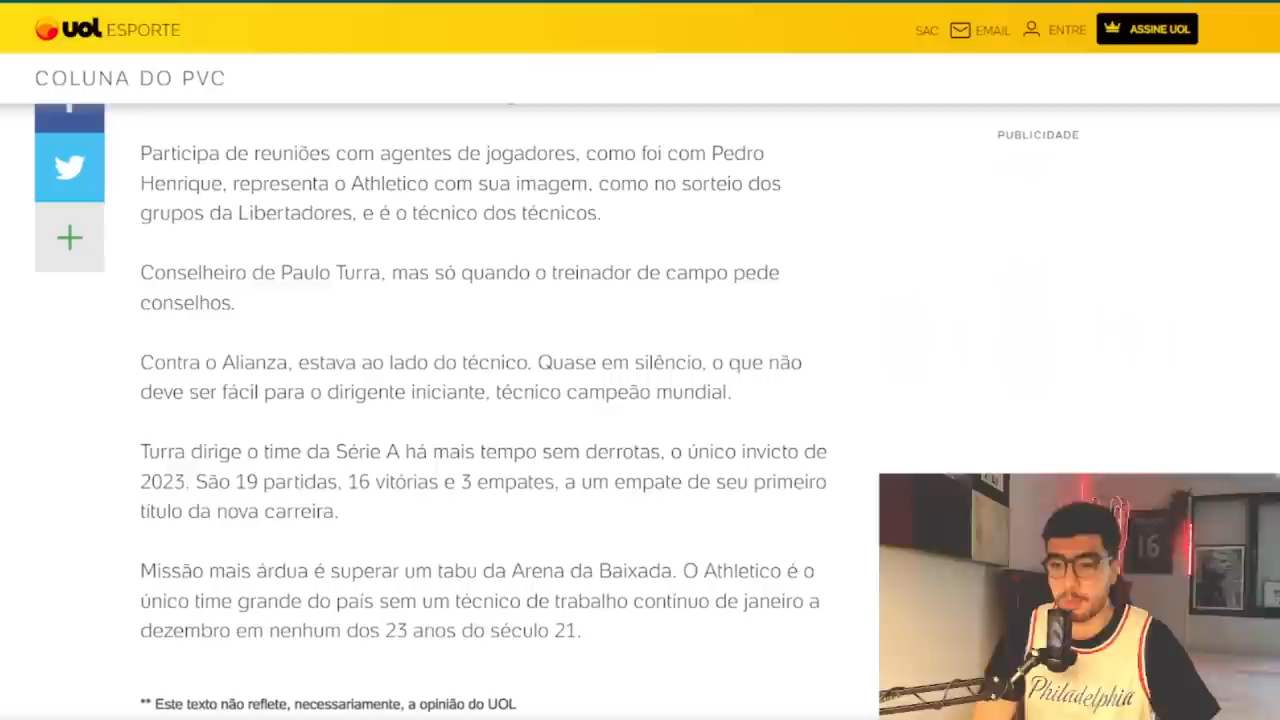 uol ESPORTE
SAC EMAIL ENTRE ASSINE UOL
COLUNA DO PVC
PUBLICIDADE
Participa de reuniões com agentes de jogadores, como foi com Pedro
Henrique, representa o Athletico com sua imagem, como no sorteio dos
grupos da Libertadores, e é o técnico dos técnicos.
Conselheiro de Paulo Turra, mas só quando o treinador de campo pede
conselhos.
Contra o Alianza, estava ao lado do técnico. Quase em silêncio, o que não
deve ser fácil para o dirigente iniciante, técnico campeão mundial.
Turra dirige o time da Série A há mais tempo sem derrotas, o único invicto de
2023. São 19 partidas, 16 vitórias e 3 empates, a um empate de seu primeiro
título da nova carreira.
Missão mais árdua é superar um tabu da Arena da Baixada. O Athletico é o
único time grande do país sem um técnico de trabalho contínuo de janeiro a
dezembro em nenhum dos 23 anos do século 21.
** Este texto não reflete, necessariamente, a opinião do UOL
16
Philadelphia